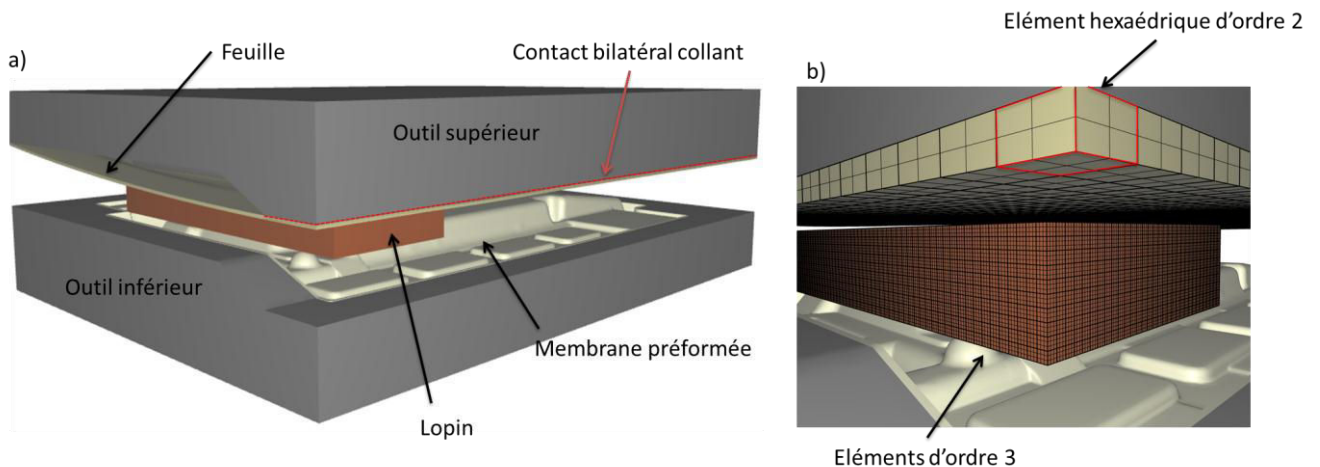 a)
Feuille
Contact bilatéral collant
Outil supérieur
Outil inférieur
Membrane préformée
Lopin
b)
Elément hexaédrique d'ordre 2
Eléments d'ordre 3